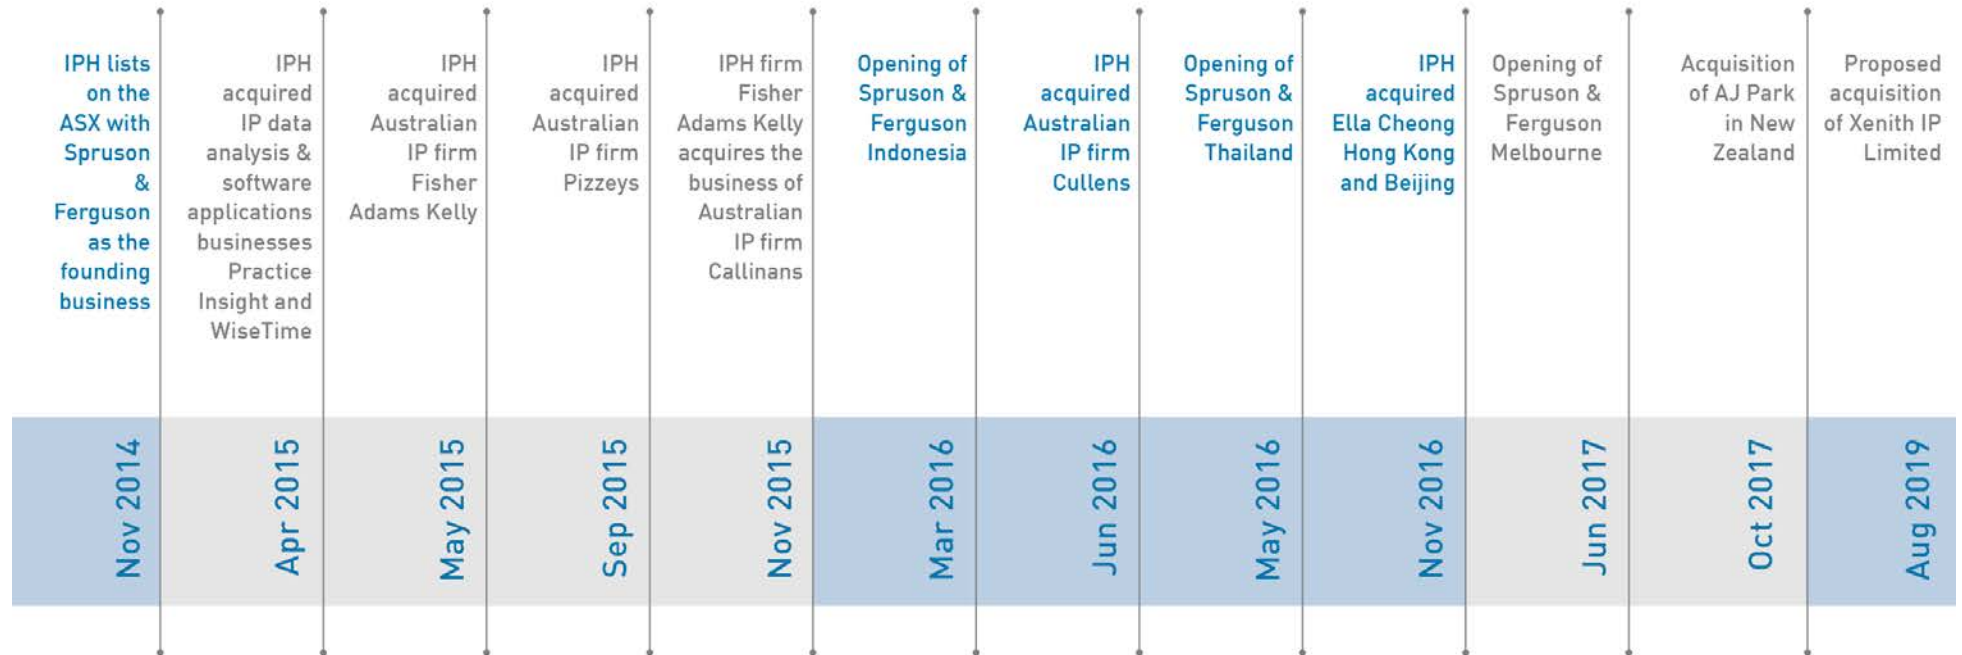 IPH lists
on the
ASX with
Spruson
&
Ferguson
as the
founding
business
IPH
acquired
IP data
analysis &
software
applications
businesses
Practice
Insight and
WiseTime
IPH
acquired
Australian
IP firm
Fisher
Adams Kelly
IPH
acquired
Australian
IP firm
Pizzeys
IPH firm
Fisher
Adams Kelly
acquires the
business of
Australian
IP firm
Callinans
Opening of
Spruson &
Ferguson
Indonesia
IPH
acquired
Australian
IP firm
Cullens
Opening of
Spruson &
Ferguson
Thailand
IPH
acquired
Ella Cheong
Hong Kong
and Beijing
Opening of
Spruson &
Ferguson
Melbourne
Acquisition
of AJ Park
in New
Zealand
Proposed
acquisition
of Xenith IP
Limited
Nov 2014
Apr 2015
May 2015
Sep 2015
Nov 2015
Mar 2016
Jun 2016
May 2016
Nov 2016
Jun 2017
Oct 2017
Aug 2019